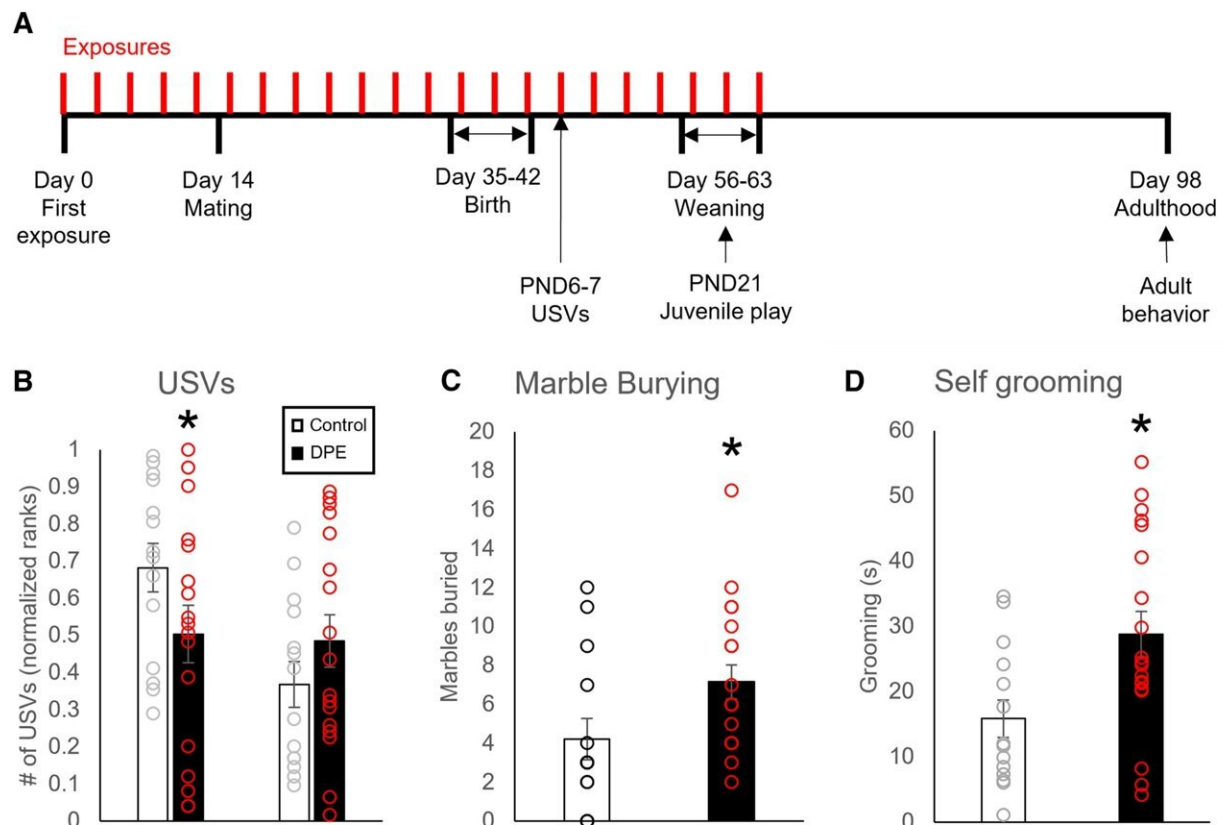 A
Exposures
Day 0
First
exposure
Day 14
Mating
Day 35-42
Birth
Day 56-63
Weaning
Day 98
Adulthood
PND6-7
USVs
PND21
Juvenile play
Adult
behavior
B
USVs
*
Control
DPE
# of USVs (normalized ranks)
1
0.9
0.8
0.7
0.6
0.5
0.4
0.3
0.2
0.1
0
C
Marble Burying
*
Marbles buried
20
18
16
14
12
10
8
6
4
2
0
D
Self grooming
*
Grooming (s)
60
50
40
30
20
10
0